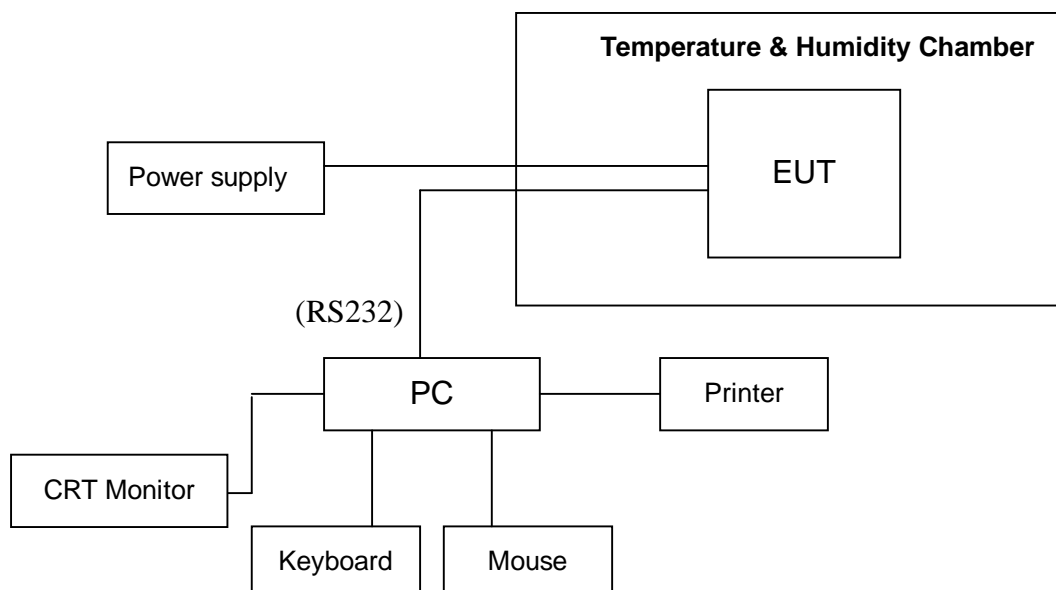 Temperature & Humidity Chamber
EUT
Power supply
(RS232)
PC
Printer
CRT Monitor
Keyboard
Mouse